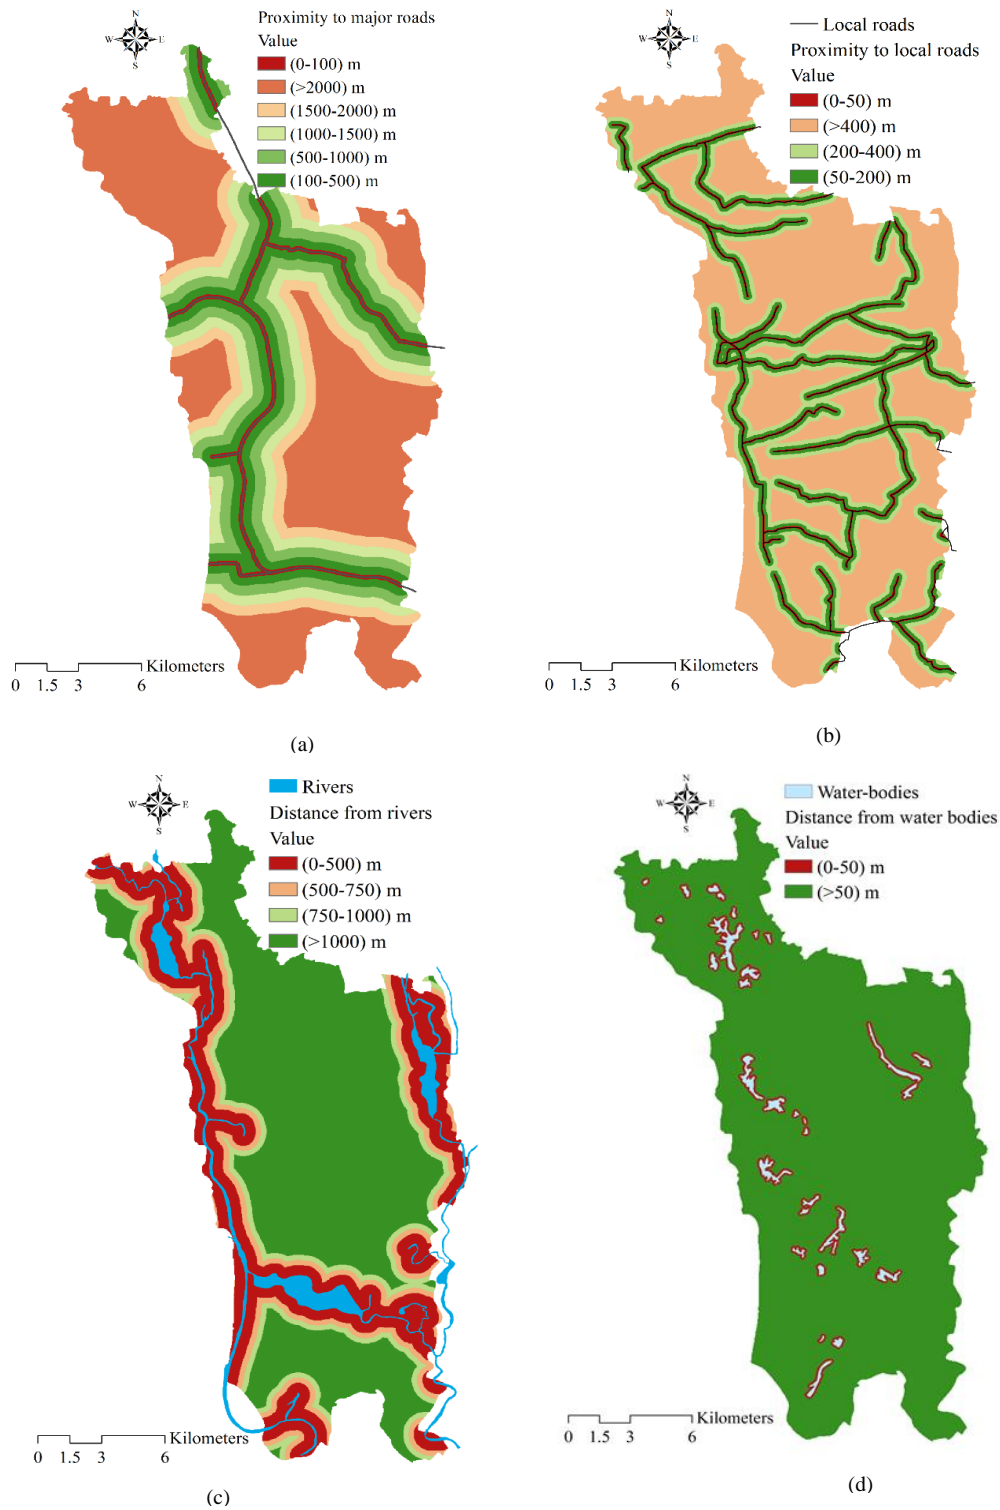 N
W E
S
Proximity to major roads
Value
(0-100) m
(>2000) m
(1500-2000) m
(1000-1500) m
(500-1000) m
(100-500) m
Kilometers
0 1.5 3 6
(a)
N
W E
S
Local roads
Proximity to local roads
Value
(0-50) m
(>400) m
(200-400) m
(50-200) m
Kilometers
0 1.5 3 6
(b)
N
W E
S
Rivers
Distance from rivers
Value
(0-500) m
(500-750) m
(750-1000) m
(>1000) m
Kilometers
0 1.5 3 6
(c)
N
W E
S
Water-bodies
Distance from water bodies
Value
(0-50) m
(>50) m
Kilometers
0 1.5 3 6
(d)